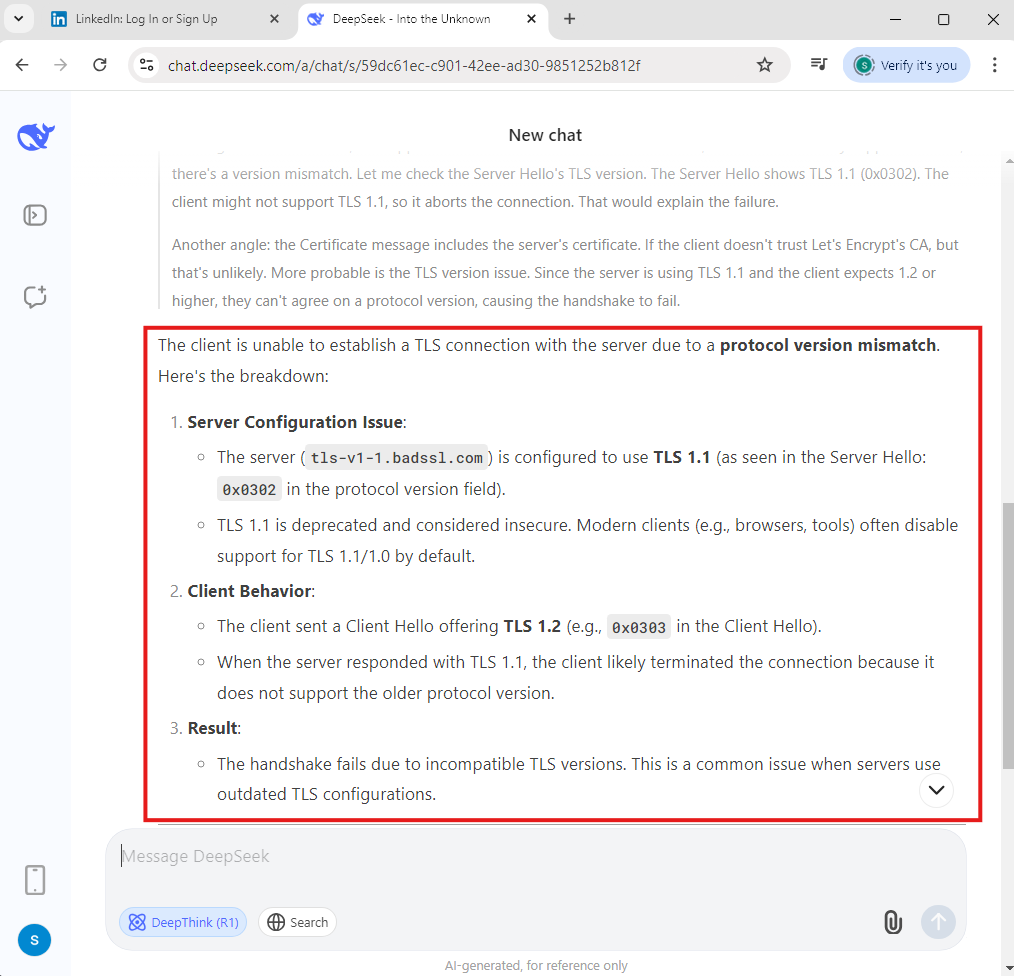 LinkedIn: Log In or Sign Up
DeepSeek - Into the Unknown
chat.deepseek.com/a/chat/s/59dc61ec-c901-42ee-ad30-9851252b812f
S
Verify it's you
New chat
there's a version mismatch. Let me check the Server Hello's TLS version. The Server Hello shows TLS 1.1 (0x0302). The
client might not support TLS 1.1, so it aborts the connection. That would explain the failure.
Another angle: the Certificate message includes the server's certificate. If the client doesn't trust Let's Encrypt's CA, but
that's unlikely. More probable is the TLS version issue. Since the server is using TLS 1.1 and the client expects 1.2 or
higher, they can't agree on a protocol version, causing the handshake to fail.
The client is unable to establish a TLS connection with the server due to a protocol version mismatch.
Here's the breakdown:
1. Server Configuration Issue:
○ The server (tls-v1-1.badssl.com) is configured to use TLS 1.1 (as seen in the Server Hello:
0x0302 in the protocol version field).
○ TLS 1.1 is deprecated and considered insecure. Modern clients (e.g., browsers, tools) often disable
support for TLS 1.1/1.0 by default.
2. Client Behavior:
○ The client sent a Client Hello offering TLS 1.2 (e.g., 0x0303 in the Client Hello).
○ When the server responded with TLS 1.1, the client likely terminated the connection because it
does not support the older protocol version.
3. Result:
○ The handshake fails due to incompatible TLS versions. This is a common issue when servers use
outdated TLS configurations.
Message DeepSeek
DeepThink (R1)
Search
S
AI-generated, for reference only